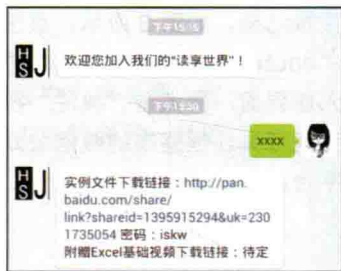 下午15:15
HSJ
欢迎您加入我们的“读享世界”！
下午15:30
xxxx
HSJ
实例文件下载链接：http://pan.
baidu.com/share/
link?shareid=1395915294&uk=230
1735054 密码：iskw
附赠Excel基础视频下载链接：待定